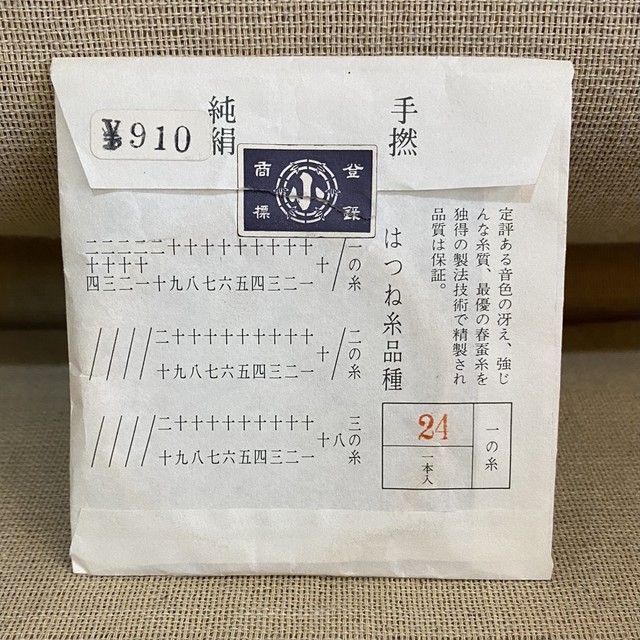 手撚
純絹
¥910
登録
商標
小
定評ある音色の冴え、強じ
んな糸質、最優の春蚕糸を
独得の製法技術で精製され
品質は保証。
はつね糸品種
一の糸 / 十 十一 十二 十三 十四 十五 十六 十七 十八 十九 二十 二十一 二十二 二十三 二十四
二の糸 / 十 十一 十二 十三 十四 十五 十六 十七 十八 十九 二十 / / / /
三の糸 八 十 十一 十二 十三 十四 十五 十六 十七 十八 十九 二十 / / / /
一の糸
24
一本入